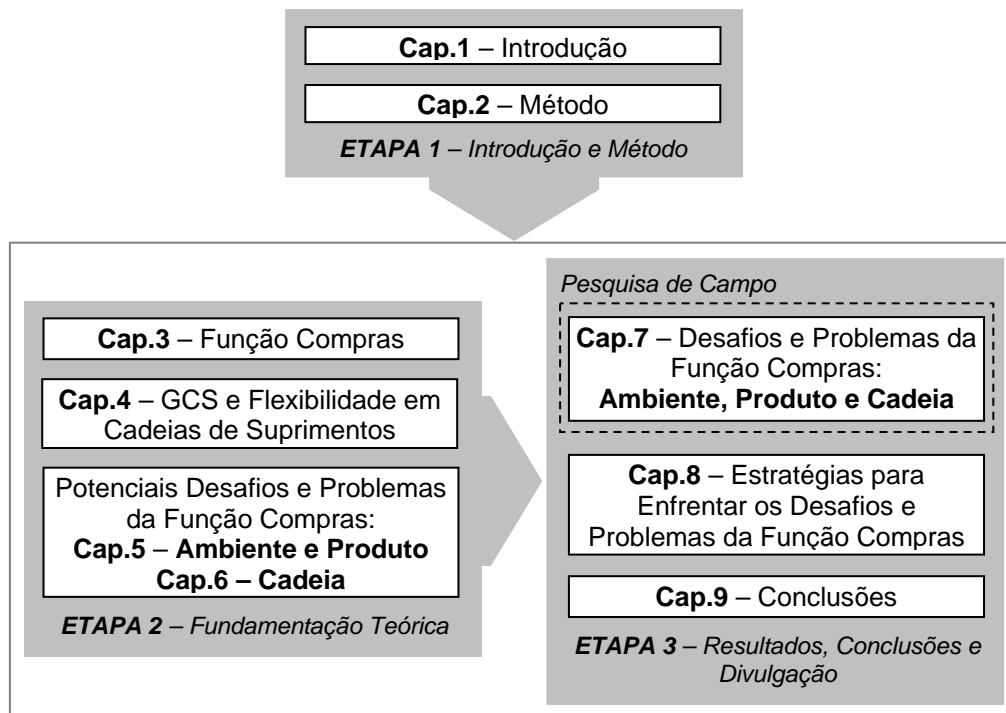 Cap.1 – Introdução
Cap.2 – Método
ETAPA 1 – Introdução e Método
Cap.3 – Função Compras
Cap.4 – GCS e Flexibilidade em
Cadeias de Suprimentos
Potenciais Desafios e Problemas
da Função Compras:
Cap.5 – Ambiente e Produto
Cap.6 – Cadeia
ETAPA 2 – Fundamentação Teórica
Pesquisa de Campo
Cap.7 – Desafios e Problemas da
Função Compras:
Ambiente, Produto e Cadeia
Cap.8 – Estratégias para
Enfrentar os Desafios e
Problemas da Função Compras
Cap.9 – Conclusões
ETAPA 3 – Resultados, Conclusões e
Divulgação